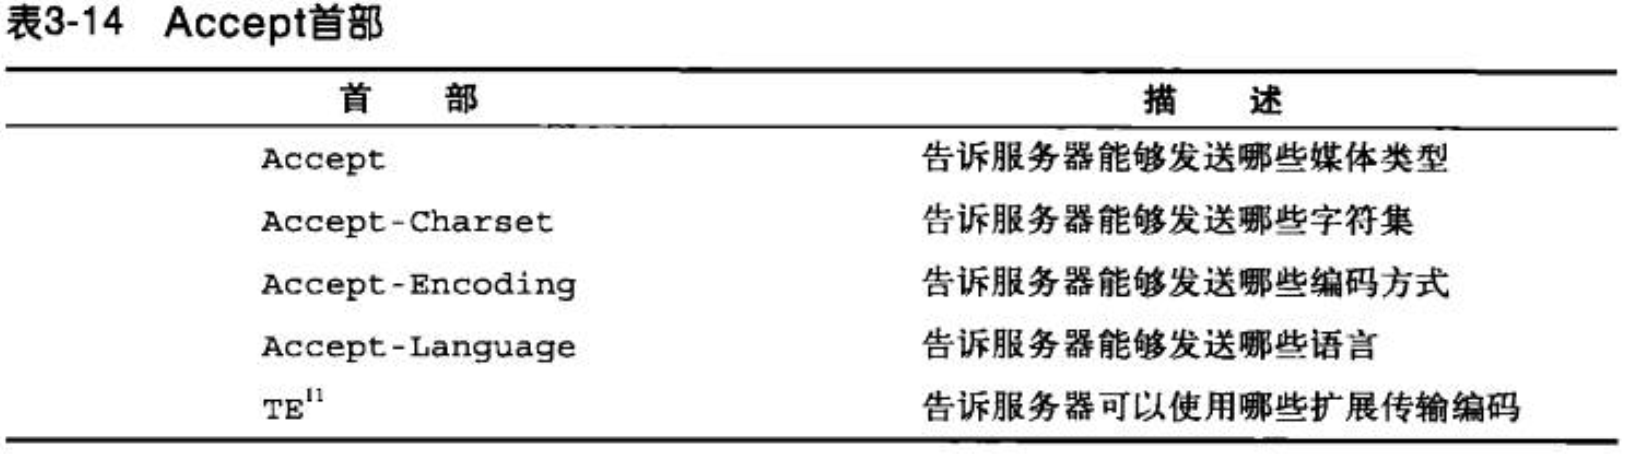 表3-14 Accept首部
首 部 描 述
Accept 告诉服务器能够发送哪些媒体类型
Accept-Charset 告诉服务器能够发送哪些字符集
Accept-Encoding 告诉服务器能够发送哪些编码方式
Accept-Language 告诉服务器能够发送哪些语言
TE11 告诉服务器可以使用哪些扩展传输编码